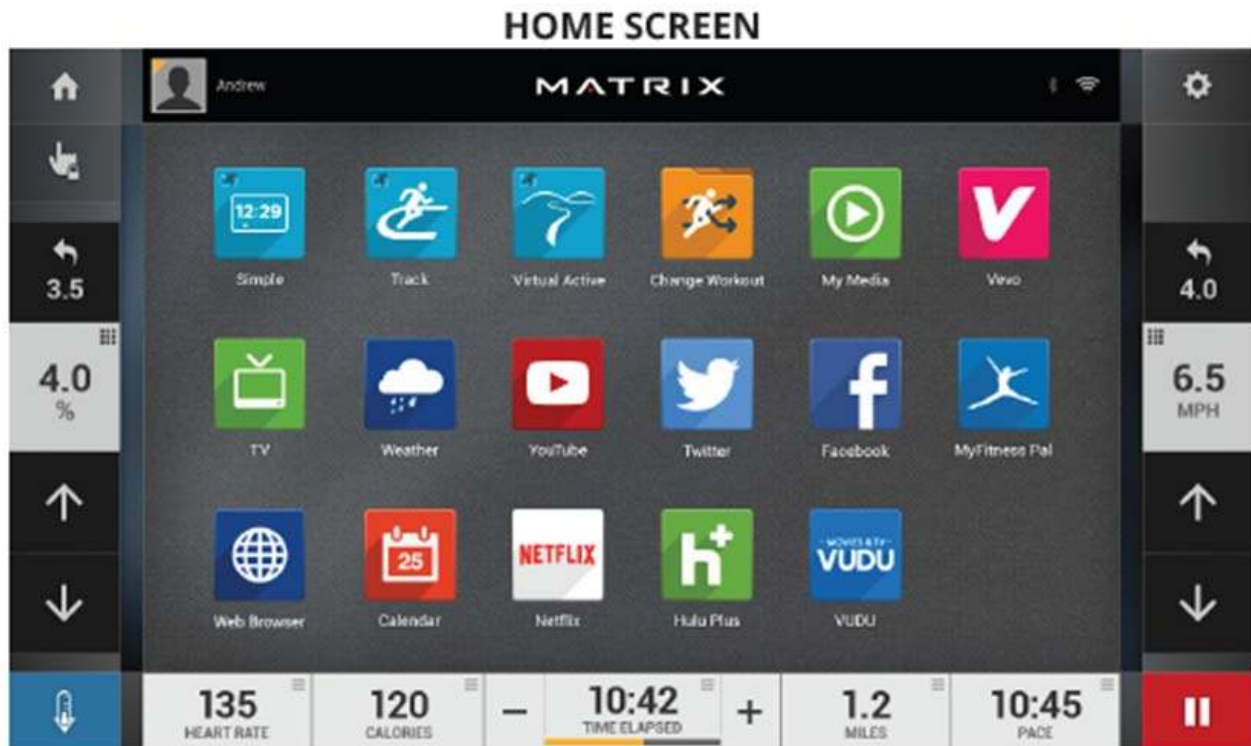 HOME SCREEN
Andrew
MATRIX
12:29
Simple
Track
Virtual Active
Change Workout
My Media
V
Vevo
3.5
4.0
4.0
%
6.5
MPH
TV
Weather
YouTube
Twitter
f
Facebook
MyFitness Pal
25
NETFLIX
h+
MOVIES & TV
VUDU
Web Browser
Calendar
Netflix
Hulu Plus
VUDU
135
HEART RATE
120
CALORIES
−
10:42
TIME ELAPSED
+
1.2
MILES
10:45
PACE